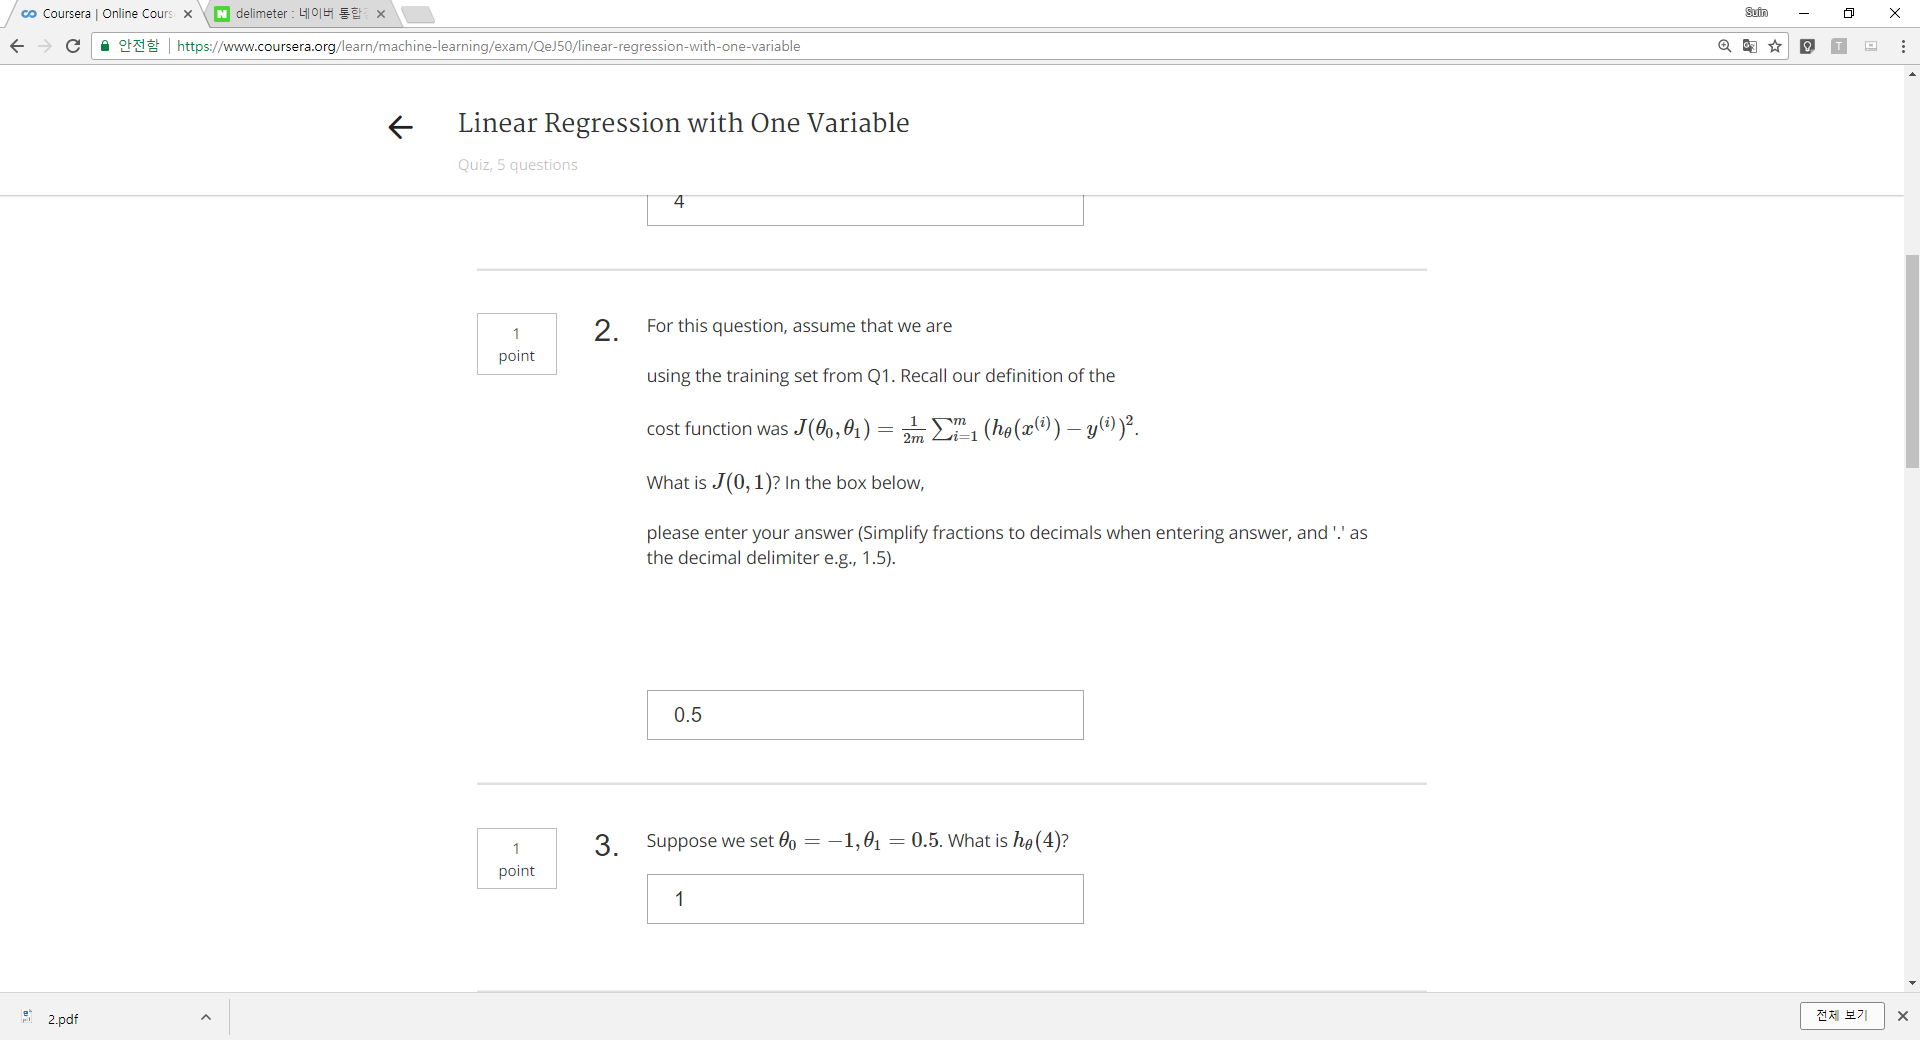 Coursera | Online Cours
delimeter : 네이버 통합검
Suin
안전함 | https://www.coursera.org/learn/machine-learning/exam/QeJ50/linear-regression-with-one-variable
Linear Regression with One Variable
Quiz, 5 questions
4
1
point
2.
For this question, assume that we are
using the training set from Q1. Recall our definition of the
cost function was J(θ₀, θ₁) = 1/2m ∑ᵢ₌₁ᵐ (hθ(x⁽ⁱ⁾) − y⁽ⁱ⁾)².
What is J(0, 1)? In the box below,
please enter your answer (Simplify fractions to decimals when entering answer, and '.' as
the decimal delimiter e.g., 1.5).
0.5
1
point
3.
Suppose we set θ₀ = −1, θ₁ = 0.5. What is hθ(4)?
1
2.pdf
전체 보기